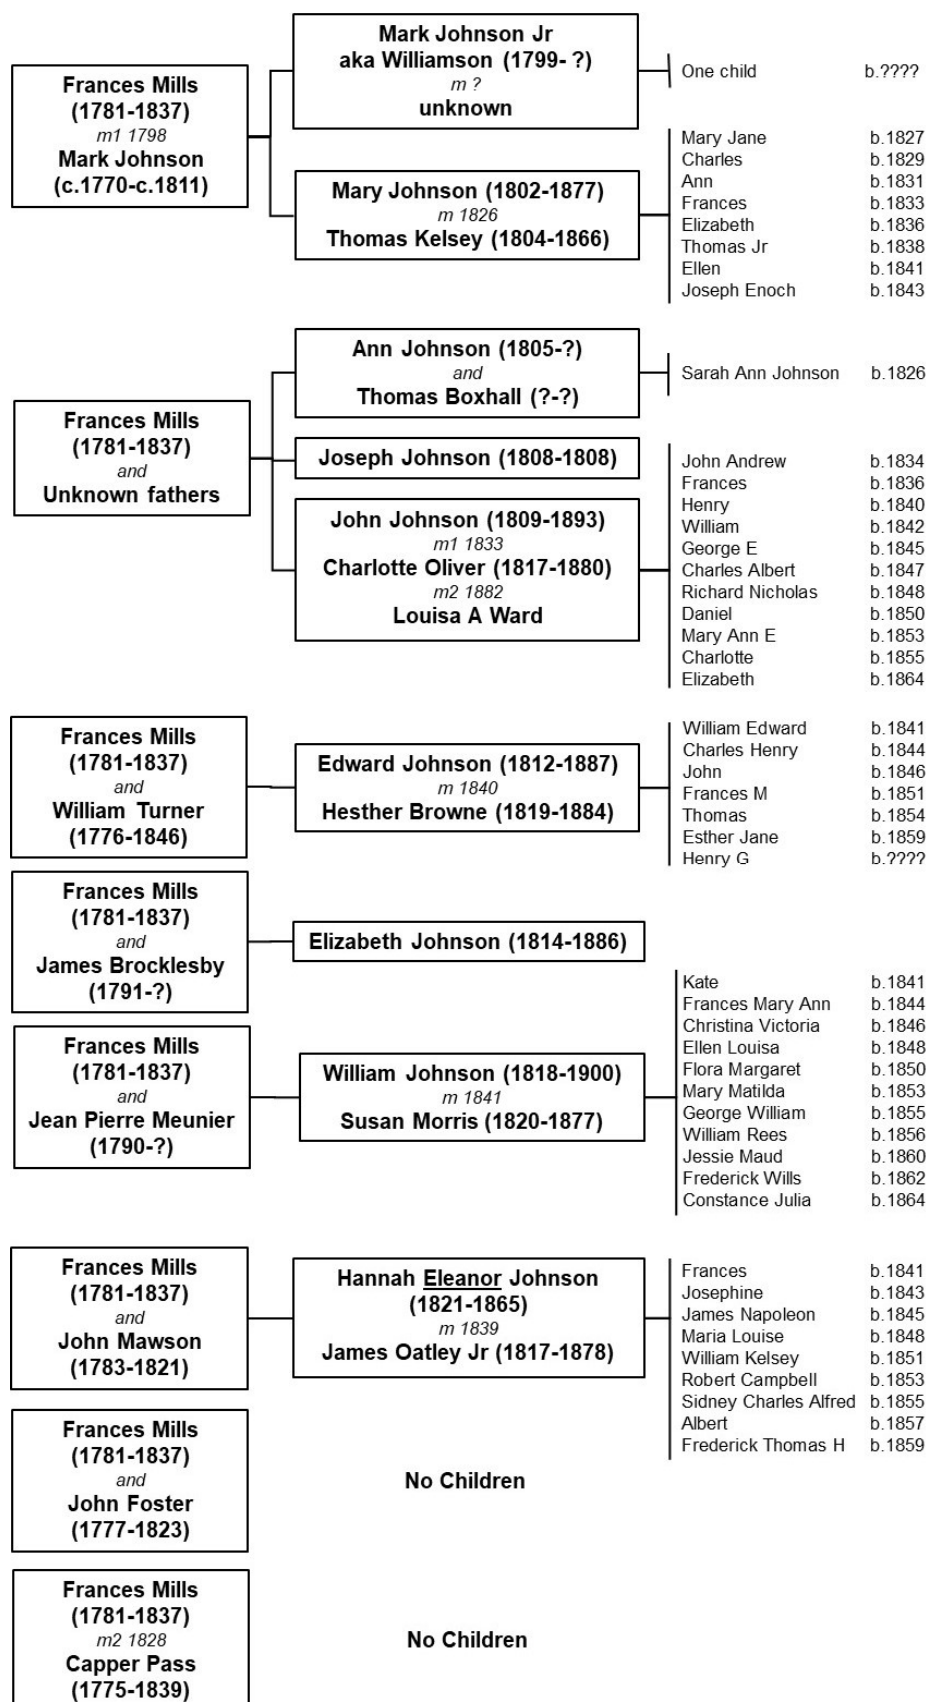 Frances Mills
(1781-1837)
m1 1798
Mark Johnson
(c.1770-c.1811)
Mark Johnson Jr
aka Williamson (1799- ?)
m ?
unknown
One child b.????
Mary Johnson (1802-1877)
m 1826
Thomas Kelsey (1804-1866)
Mary Jane b.1827
Charles b.1829
Ann b.1831
Frances b.1833
Elizabeth b.1836
Thomas Jr b.1838
Ellen b.1841
Joseph Enoch b.1843
Frances Mills
(1781-1837)
and
Unknown fathers
Ann Johnson (1805-?)
and
Thomas Boxhall (?-?)
Sarah Ann Johnson b.1826
Joseph Johnson (1808-1808)
John Johnson (1809-1893)
m1 1833
Charlotte Oliver (1817-1880)
m2 1882
Louisa A Ward
John Andrew b.1834
Frances b.1836
Henry b.1840
William b.1842
George E b.1845
Charles Albert b.1847
Richard Nicholas b.1848
Daniel b.1850
Mary Ann E b.1853
Charlotte b.1855
Elizabeth b.1864
Frances Mills
(1781-1837)
and
William Turner
(1776-1846)
Edward Johnson (1812-1887)
m 1840
Hesther Browne (1819-1884)
William Edward b.1841
Charles Henry b.1844
John b.1846
Frances M b.1851
Thomas b.1854
Esther Jane b.1859
Henry G b.????
Frances Mills
(1781-1837)
and
James Brocklesby
(1791-?)
Elizabeth Johnson (1814-1886)
Frances Mills
(1781-1837)
and
Jean Pierre Meunier
(1790-?)
William Johnson (1818-1900)
m 1841
Susan Morris (1820-1877)
Kate b.1841
Frances Mary Ann b.1844
Christina Victoria b.1846
Ellen Louisa b.1848
Flora Margaret b.1850
Mary Matilda b.1853
George William b.1855
William Rees b.1856
Jessie Maud b.1860
Frederick Wills b.1862
Constance Julia b.1864
Frances Mills
(1781-1837)
and
John Mawson
(1783-1821)
Hannah Eleanor Johnson
(1821-1865)
m 1839
James Oatley Jr (1817-1878)
Frances b.1841
Josephine b.1843
James Napoleon b.1845
Maria Louise b.1848
William Kelsey b.1851
Robert Campbell b.1853
Sidney Charles Alfred b.1855
Albert b.1857
Frederick Thomas H b.1859
Frances Mills
(1781-1837)
and
John Foster
(1777-1823)
No Children
Frances Mills
(1781-1837)
m2 1828
Capper Pass
(1775-1839)
No Children